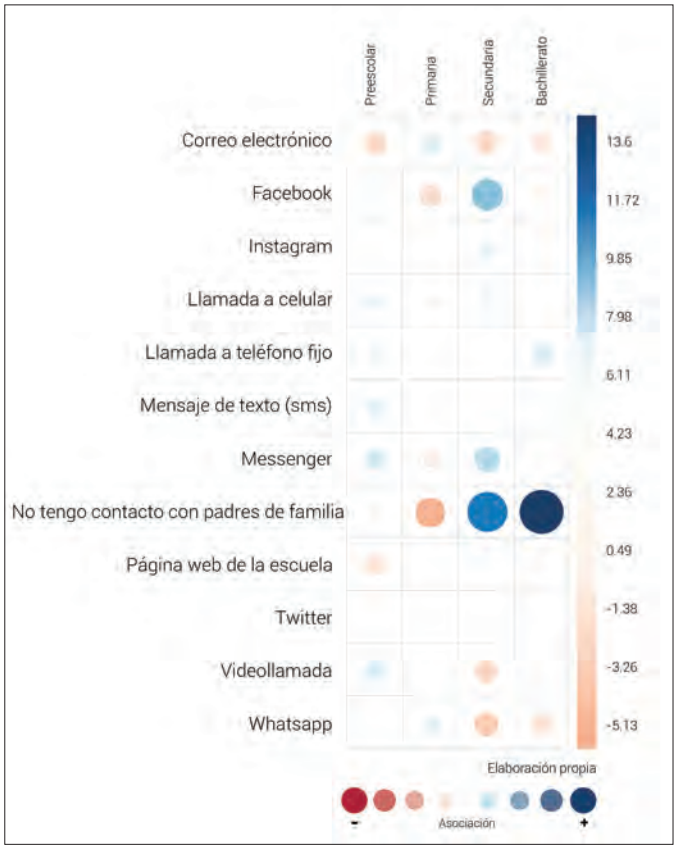 Preescolar
Primaria
Secundaria
Bachillerato
Correo electrónico
Facebook
Instagram
Llamada a celular
Llamada a teléfono fijo
Mensaje de texto (sms)
Messenger
No tengo contacto con padres de familia
Página web de la escuela
Twitter
Videollamada
Whatsapp
13.6
11.72
9.85
7.98
6.11
4.23
2.36
0.49
-1.38
-3.26
-5.13
Elaboración propia
- Asociación +